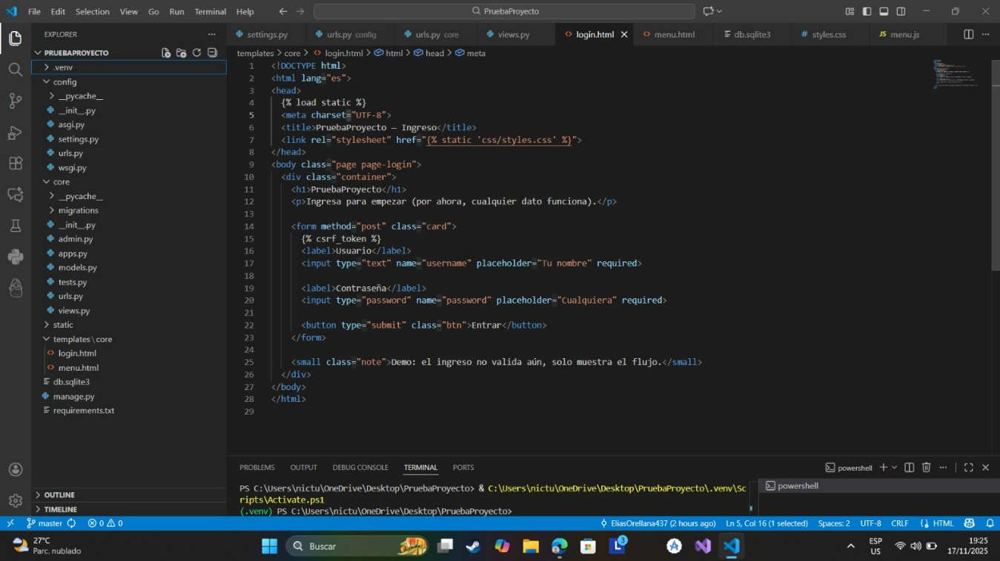 File Edit Selection View Go Run Terminal Help
PruebaProyecto
EXPLORER
PRUEBAPROYECTO
.venv
config
__pycache__
__init__.py
asgi.py
settings.py
urls.py
wsgi.py
core
__pycache__
migrations
__init__.py
admin.py
apps.py
models.py
tests.py
urls.py
views.py
static
templates \ core
login.html
menu.html
db.sqlite3
manage.py
requirements.txt
OUTLINE
TIMELINE
settings.py urls.py config urls.py core views.py login.html menu.html db.sqlite3 # styles.css JS menu.js
templates > core > login.html > html > head > meta
1 <!DOCTYPE html>
2 <html lang="es">
3 <head>
4 {% load static %}
5 <meta charset="UTF-8">
6 <title>PruebaProyecto – Ingreso</title>
7 <link rel="stylesheet" href="{% static 'css/styles.css' %}">
8 </head>
9 <body class="page page-login">
10 <div class="container">
11 <h1>PruebaProyecto</h1>
12 <p>Ingresa para empezar (por ahora, cualquier dato funciona).</p>
13
14 <form method="post" class="card">
15 {% csrf_token %}
16 <label>Usuario</label>
17 <input type="text" name="username" placeholder="Tu nombre" required>
18
19 <label>Contraseña</label>
20 <input type="password" name="password" placeholder="Cualquiera" required>
21
22 <button type="submit" class="btn">Entrar</button>
23 </form>
24
25 <small class="note">Demo: el ingreso no valida aún, solo muestra el flujo.</small>
26 </div>
27 </body>
28 </html>
29
PROBLEMS OUTPUT DEBUG CONSOLE TERMINAL PORTS
powershell
PS C:\Users\nictu\OneDrive\Desktop\PruebaProyecto> & C:\Users\nictu\OneDrive\Desktop\PruebaProyecto\.venv\Sc
ripts\Activate.ps1
(.venv) PS C:\Users\nictu\OneDrive\Desktop\PruebaProyecto>
powershell
master 0 0 EliasOrellana437 (2 hours ago) Ln 5, Col 16 (1 selected) Spaces: 2 UTF-8 CRLF HTML
27°C
Parc. nublado
Buscar
3
ESP
US
19:25
17/11/2025